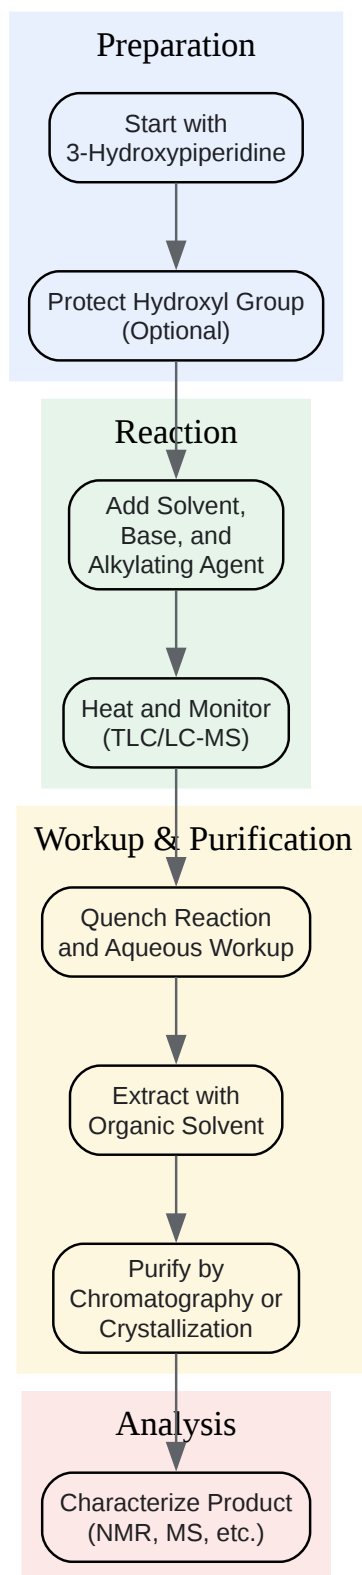 Preparation
Start with
3-Hydroxypiperidine
Protect Hydroxyl Group
(Optional)
Reaction
Add Solvent,
Base, and
Alkylating Agent
Heat and Monitor
(TLC/LC-MS)
Workup & Purification
Quench Reaction
and Aqueous Workup
Extract with
Organic Solvent
Purify by
Chromatography or
Crystallization
Analysis
Characterize Product
(NMR, MS, etc.)